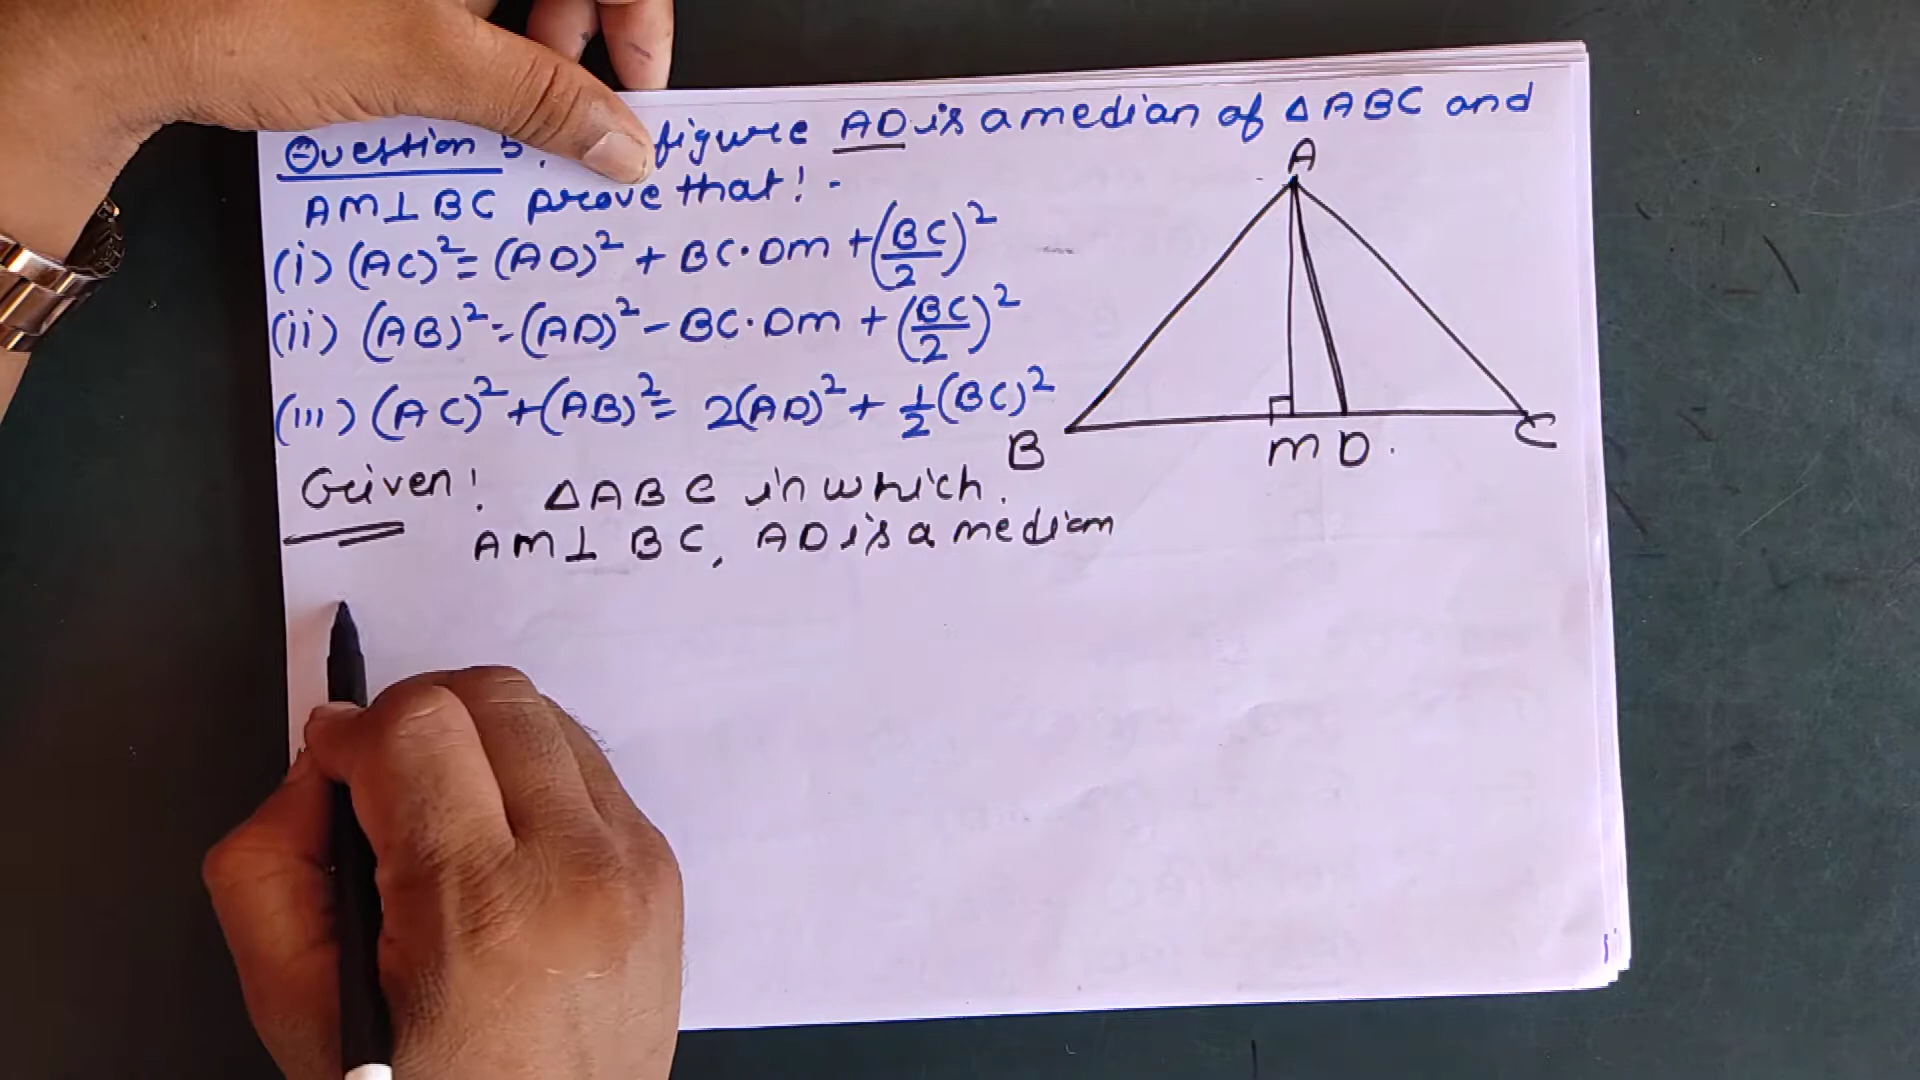 Question 5. figure AD is a median of △ABC and
AM⊥BC prove that! -
(i) (AC)²= (AD)² + BC·Dm +(BC/2)²
(ii) (AB)²=(AD)²- BC·Dm + (BC/2)²
(iii) (AC)²+(AB)²= 2(AD)²+ 1/2(BC)²
Given! △ABC in which.
AM⊥ BC, AD is a median
A
B
m D.
C